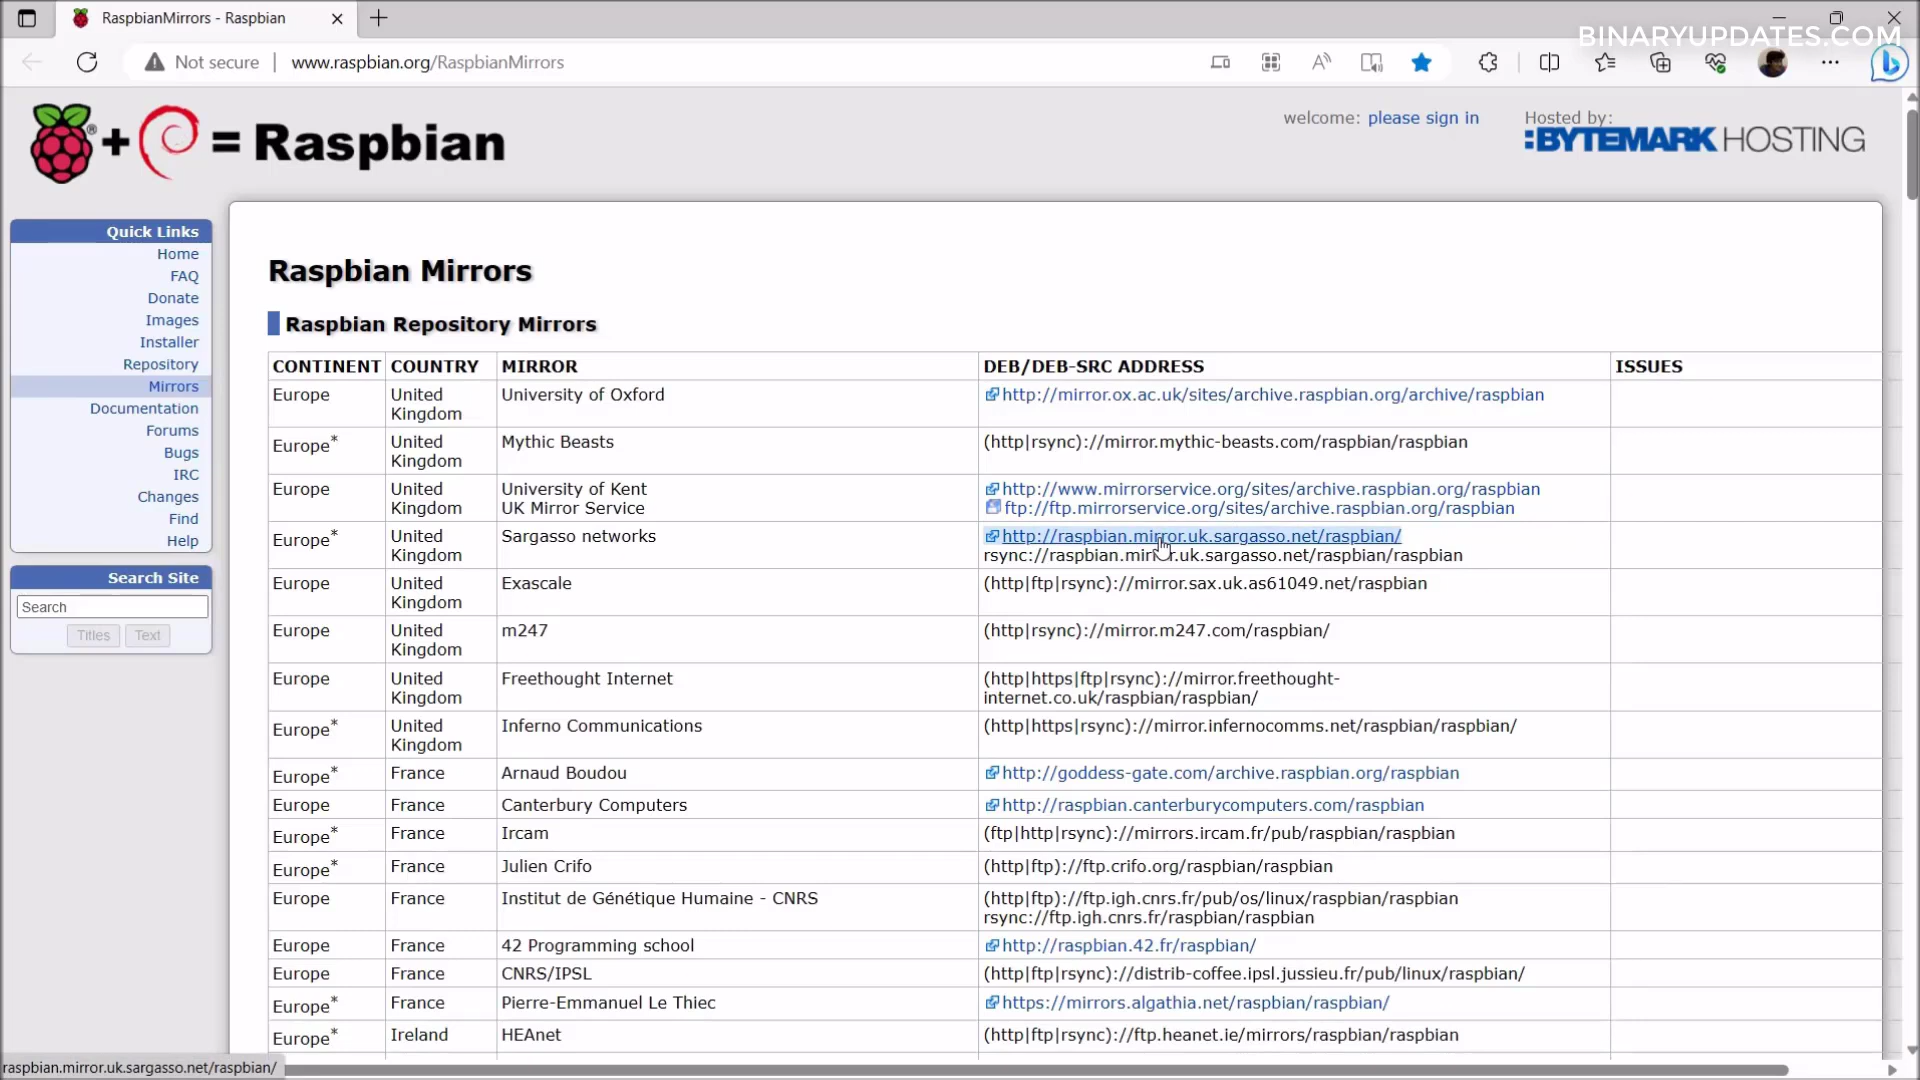 RaspbianMirrors - Raspbian
BINARYUPDATES.COM
Not secure | www.raspbian.org/RaspbianMirrors
+ = Raspbian
welcome: please sign in
Hosted by:
:BYTEMARK HOSTING
Quick Links
Home
FAQ
Donate
Images
Installer
Repository
Mirrors
Documentation
Forums
Bugs
IRC
Changes
Find
Help
Search Site
Search
Titles Text
Raspbian Mirrors
Raspbian Repository Mirrors
CONTINENT COUNTRY MIRROR DEB/DEB-SRC ADDRESS ISSUES
Europe United Kingdom University of Oxford http://mirror.ox.ac.uk/sites/archive.raspbian.org/archive/raspbian
Europe* United Kingdom Mythic Beasts (http|rsync)://mirror.mythic-beasts.com/raspbian/raspbian
Europe United Kingdom University of Kent http://www.mirrorservice.org/sites/archive.raspbian.org/raspbian
UK Mirror Service ftp://ftp.mirrorservice.org/sites/archive.raspbian.org/raspbian
Europe* United Kingdom Sargasso networks http://raspbian.mirror.uk.sargasso.net/raspbian/
rsync://raspbian.mirror.uk.sargasso.net/raspbian/raspbian
Europe United Kingdom Exascale (http|ftp|rsync)://mirror.sax.uk.as61049.net/raspbian
Europe United Kingdom m247 (http|rsync)://mirror.m247.com/raspbian/
Europe United Kingdom Freethought Internet (http|https|ftp|rsync)://mirror.freethought-
internet.co.uk/raspbian/raspbian/
Europe* United Kingdom Inferno Communications (http|https|rsync)://mirror.infernocomms.net/raspbian/raspbian/
Europe* France Arnaud Boudou http://goddess-gate.com/archive.raspbian.org/raspbian
Europe France Canterbury Computers http://raspbian.canterburycomputers.com/raspbian
Europe* France Ircam (ftp|http|rsync)://mirrors.ircam.fr/pub/raspbian/raspbian
Europe* France Julien Crifo (http|ftp)://ftp.crifo.org/raspbian/raspbian
Europe France Institut de Génétique Humaine - CNRS (http|ftp)://ftp.igh.cnrs.fr/pub/os/linux/raspbian/raspbian
rsync://ftp.igh.cnrs.fr/raspbian/raspbian
Europe France 42 Programming school http://raspbian.42.fr/raspbian/
Europe France CNRS/IPSL (http|ftp|rsync)://distrib-coffee.ipsl.jussieu.fr/pub/linux/raspbian/
Europe* France Pierre-Emmanuel Le Thiec https://mirrors.algathia.net/raspbian/raspbian/
Europe* Ireland HEAnet (http|ftp|rsync)://ftp.heanet.ie/mirrors/raspbian/raspbian
raspbian.mirror.uk.sargasso.net/raspbian/